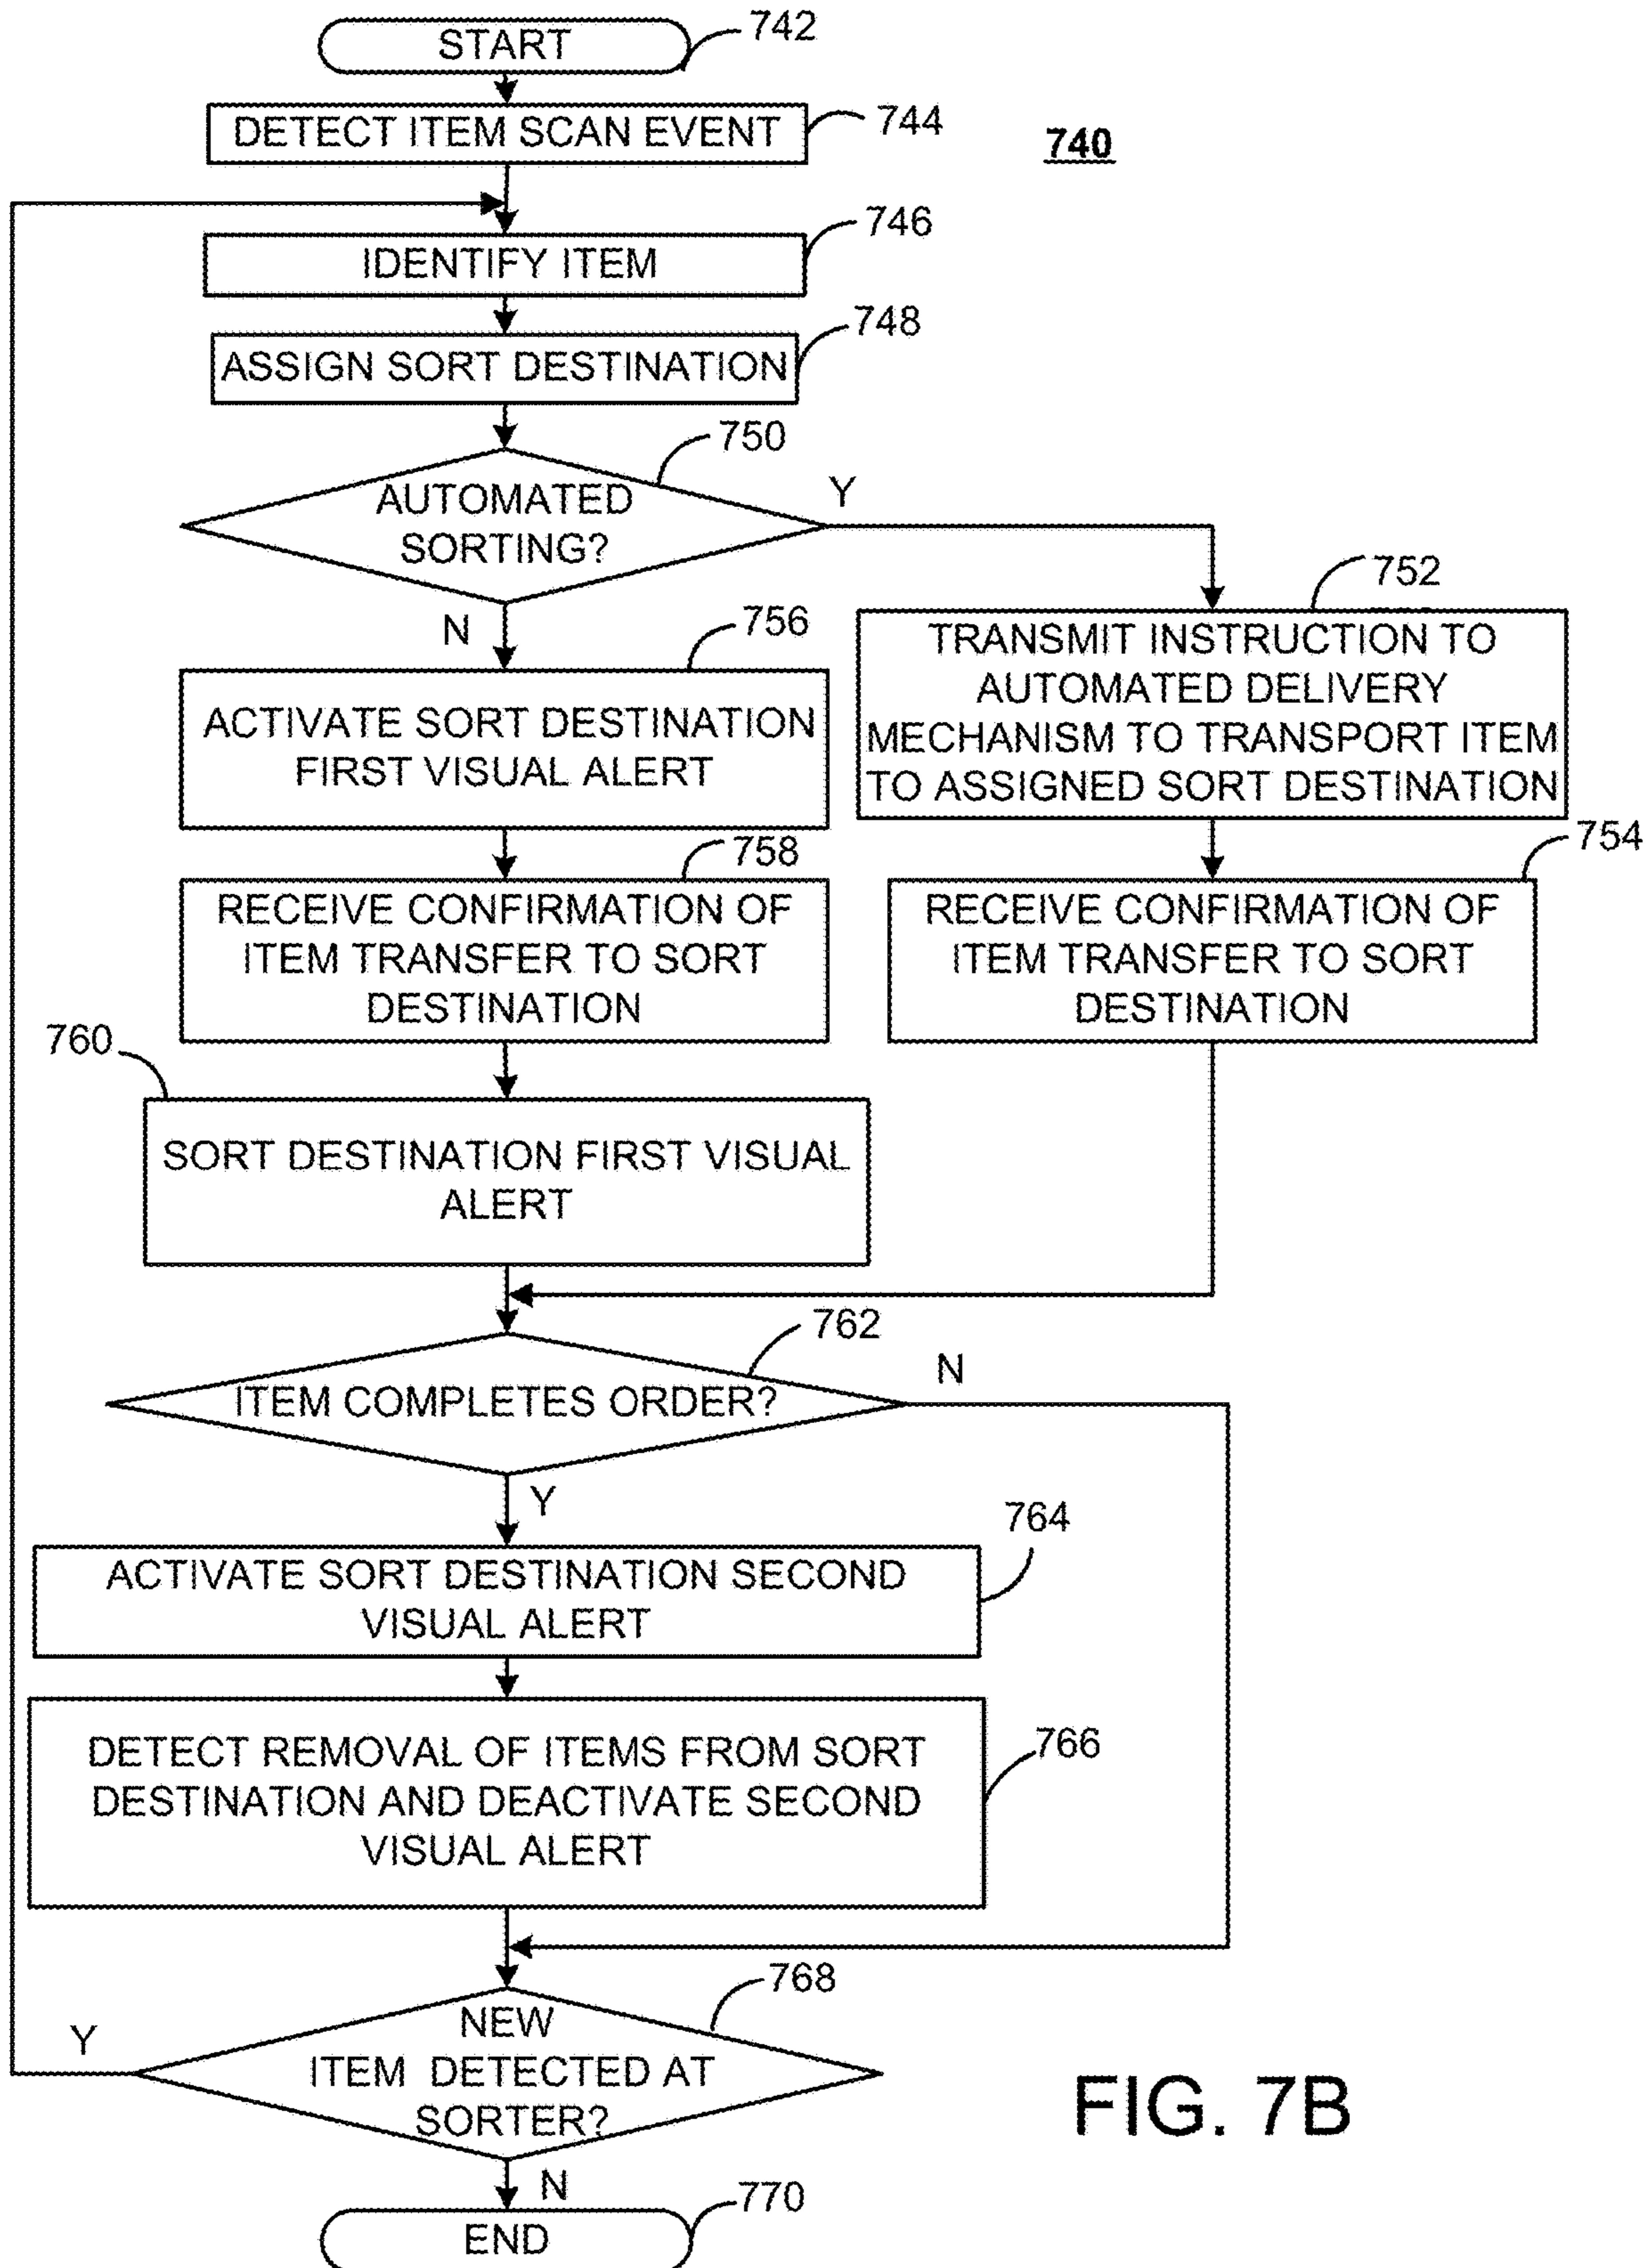 START
742
DETECT ITEM SCAN EVENT
744
740
IDENTIFY ITEM
746
ASSIGN SORT DESTINATION
748
AUTOMATED
SORTING?
750
Y
N
TRANSMIT INSTRUCTION TO
AUTOMATED DELIVERY
MECHANISM TO TRANSPORT ITEM
TO ASSIGNED SORT DESTINATION
752
ACTIVATE SORT DESTINATION
FIRST VISUAL ALERT
756
RECEIVE CONFIRMATION OF
ITEM TRANSFER TO SORT
DESTINATION
758
RECEIVE CONFIRMATION OF
ITEM TRANSFER TO SORT
DESTINATION
754
760
SORT DESTINATION FIRST VISUAL
ALERT
ITEM COMPLETES ORDER?
762
N
Y
ACTIVATE SORT DESTINATION SECOND
VISUAL ALERT
764
DETECT REMOVAL OF ITEMS FROM SORT
DESTINATION AND DEACTIVATE SECOND
VISUAL ALERT
766
NEW
ITEM DETECTED AT
SORTER?
768
Y
N
END
770
FIG. 7B